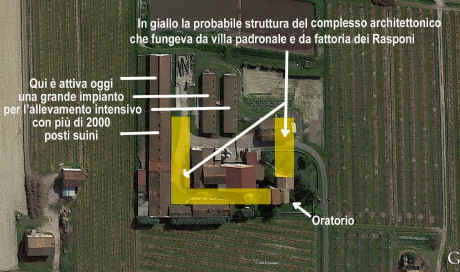 In giallo la probabile struttura del complesso architettonico
che fungeva da villa padronale e da fattoria dei Rasponi
Qui è attiva oggi
una grande impianto
per l'allevamento intensivo
con più di 2000
posti suini
Oratorio
G